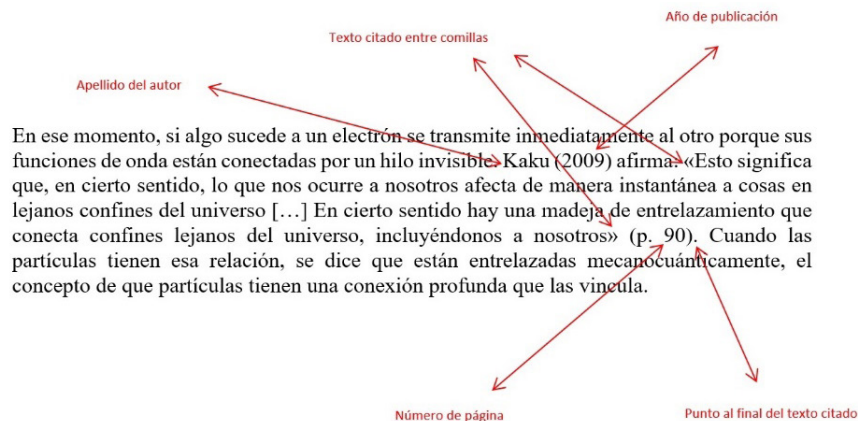 Año de publicación
Texto citado entre comillas
Apellido del autor
En ese momento, si algo sucede a un electrón se transmite inmediatamente al otro porque sus
funciones de onda están conectadas por un hilo invisible. Kaku (2009) afirma: «Esto significa
que, en cierto sentido, lo que nos ocurre a nosotros afecta de manera instantánea a cosas en
lejanos confines del universo […] En cierto sentido hay una madeja de entrelazamiento que
conecta confines lejanos del universo, incluyéndonos a nosotros» (p. 90). Cuando las
partículas tienen esa relación, se dice que están entrelazadas mecanocuánticamente, el
concepto de que partículas tienen una conexión profunda que las vincula.
Número de página
Punto al final del texto citado